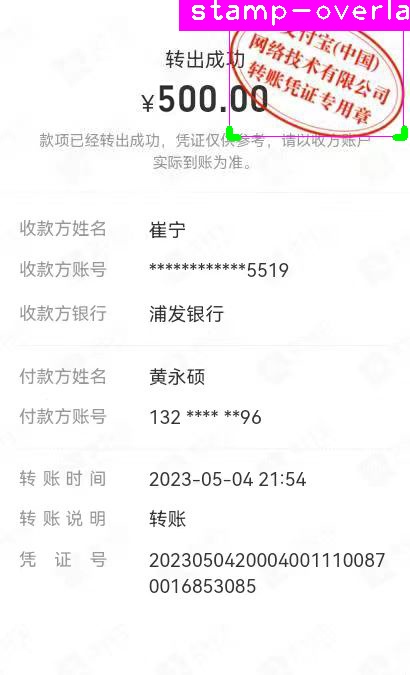 stamp-overla
支付宝(中国)
网络技术有限公司
转账凭证专用章
转出成功
¥500.00
款项已经转出成功，凭证仅供参考，请以收方账户
实际到账为准。
收款方姓名 崔宁
收款方账号 ************5519
收款方银行 浦发银行
付款方姓名 黄永硕
付款方账号 132 **** **96
转账时间 2023-05-04 21:54
转账说明 转账
凭证号 2023050420004001110087
0016853085